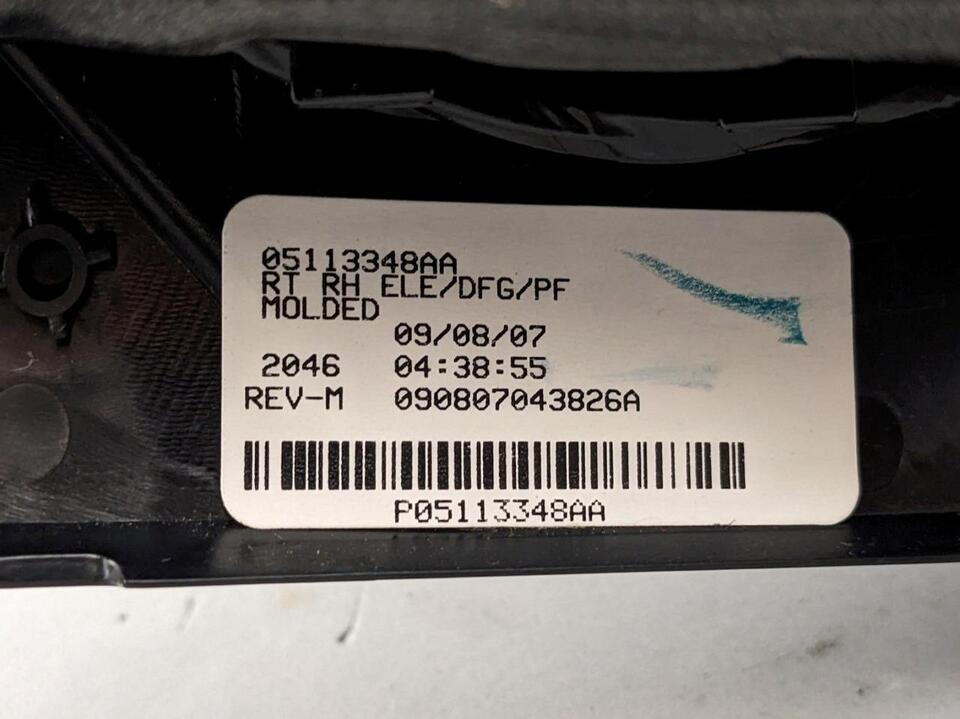 05113348AA
RT RH ELE/DFG/PF
MOLDED
09/08/07
2046 04:38:55
REV-M 090807043826A
P05113348AA